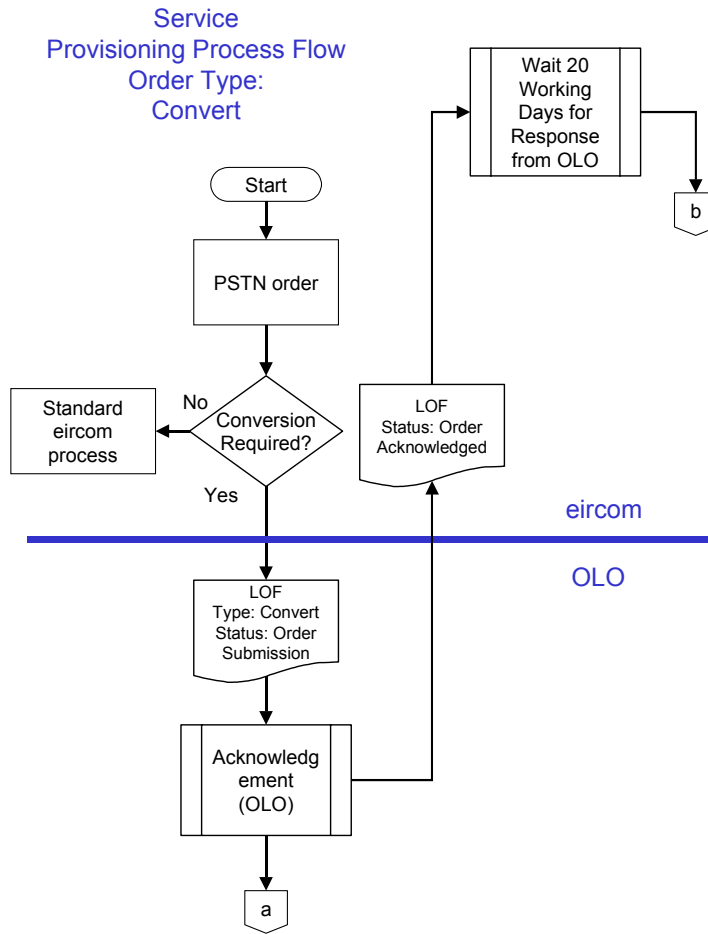 Service
Provisioning Process Flow
Order Type:
Convert
Wait 20
Working
Days for
Response
from OLO
b
Start
PSTN order
No
Conversion
Required?
Standard
eircom
process
Yes
LOF
Status: Order
Acknowledged
eircom
OLO
LOF
Type: Convert
Status: Order
Submission
Acknowledg
ement
(OLO)
a